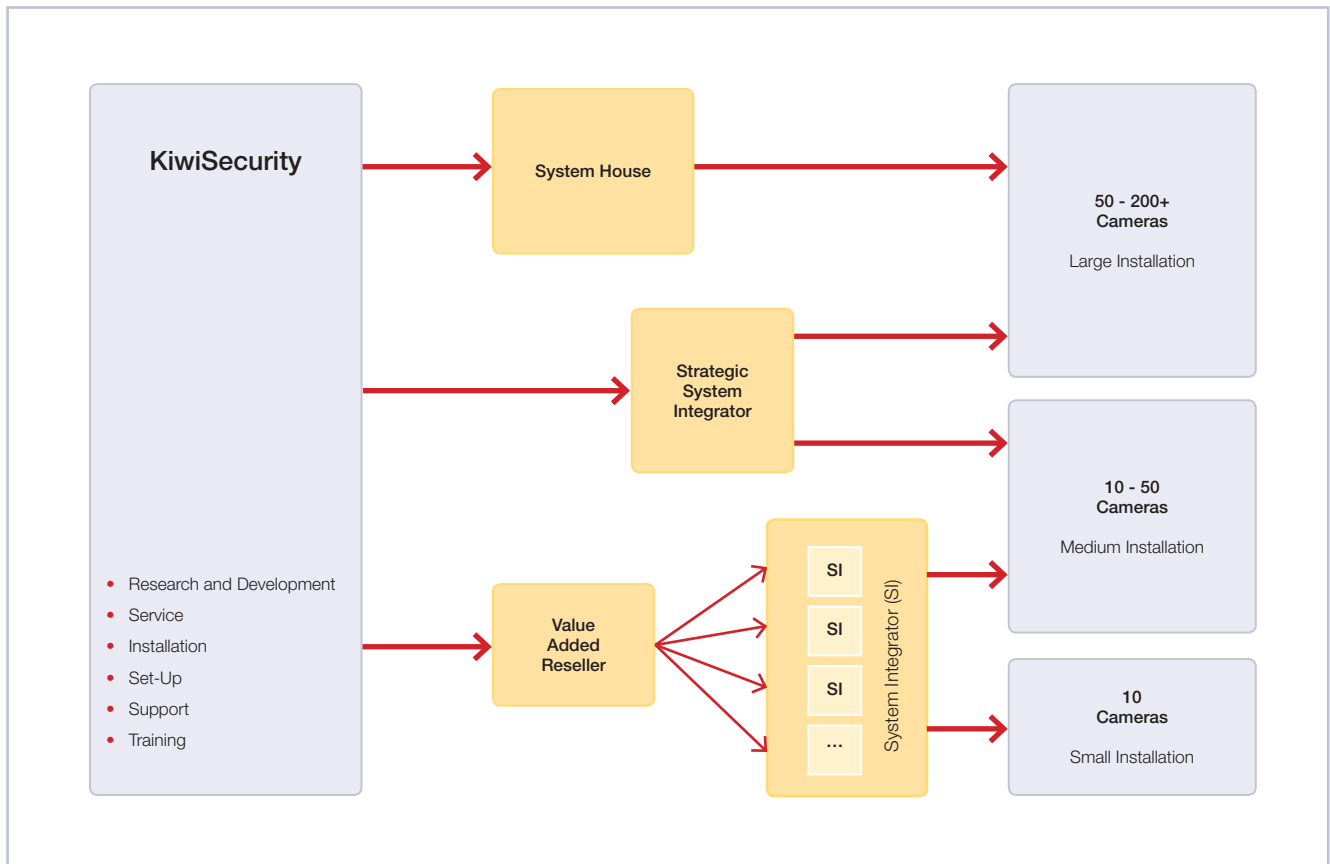 KiwiSecurity
• Research and Development
• Service
• Installation
• Set-Up
• Support
• Training
System House
Strategic
System
Integrator
Value
Added
Reseller
SI
SI
SI
...
System Integrator (SI)
50 - 200+
Cameras
Large Installation
10 - 50
Cameras
Medium Installation
10
Cameras
Small Installation